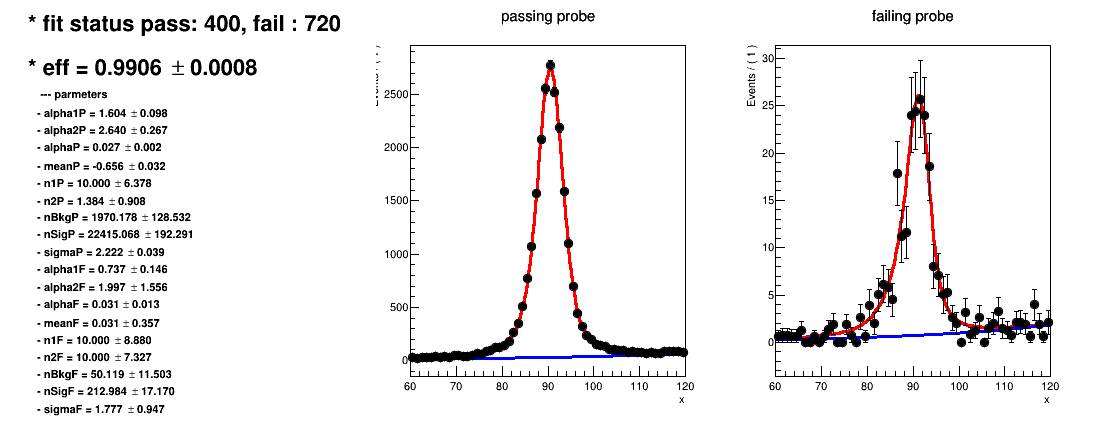 * fit status pass: 400, fail : 720
* eff = 0.9906 ± 0.0008
--- parmeters
- alpha1P = 1.604 ± 0.098
- alpha2P = 2.640 ± 0.267
- alphaP = 0.027 ± 0.002
- meanP = -0.656 ± 0.032
- n1P = 10.000 ± 6.378
- n2P = 1.384 ± 0.908
- nBkgP = 1970.178 ± 128.532
- nSigP = 22415.068 ± 192.291
- sigmaP = 2.222 ± 0.039
- alpha1F = 0.737 ± 0.146
- alpha2F = 1.997 ± 1.556
- alphaF = 0.031 ± 0.013
- meanF = 0.031 ± 0.357
- n1F = 10.000 ± 8.880
- n2F = 10.000 ± 7.327
- nBkgF = 50.119 ± 11.503
- nSigF = 212.984 ± 17.170
- sigmaF = 1.777 ± 0.947
passing probe
2500
2000
1500
1000
500
0
60 70 80 90 100 110 120
x
failing probe
Events / ( 1 )
30
25
20
15
10
5
0
60 70 80 90 100 110 120
x